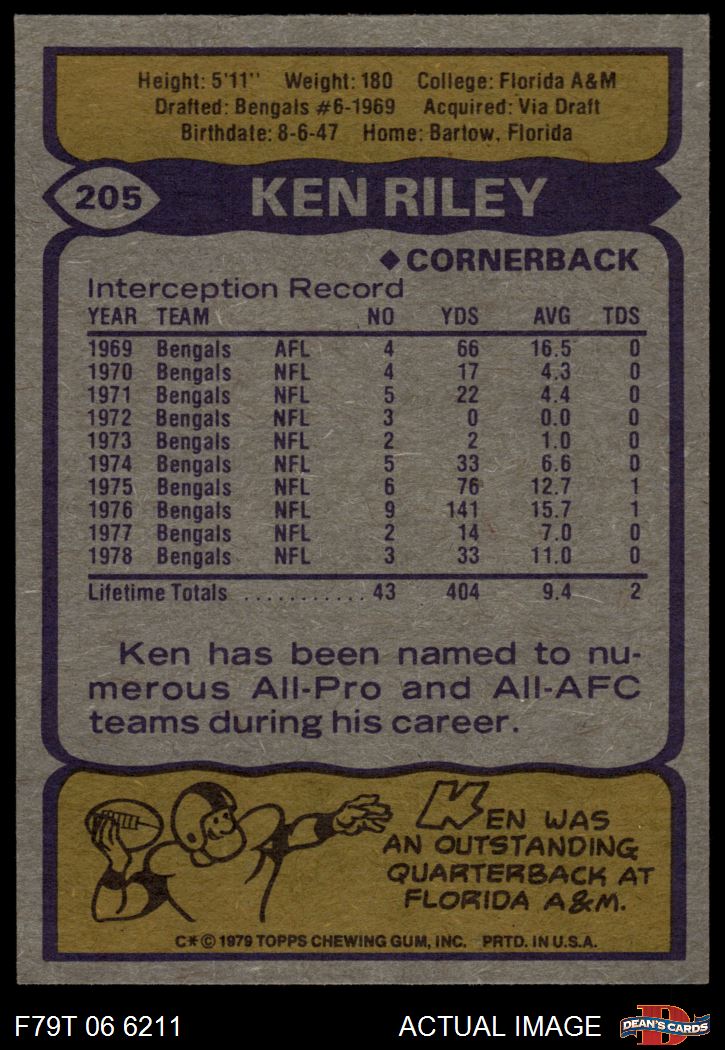 Height: 5'11" Weight: 180 College: Florida A&M
Drafted: Bengals #6-1969 Acquired: Via Draft
Birthdate: 8-6-47 Home: Bartow, Florida
205 KEN RILEY
◆ CORNERBACK
Interception Record
YEAR TEAM NO YDS AVG TDS
1969 Bengals AFL 4 66 16.5 0
1970 Bengals NFL 4 17 4.3 0
1971 Bengals NFL 5 22 4.4 0
1972 Bengals NFL 3 0 0.0 0
1973 Bengals NFL 2 2 1.0 0
1974 Bengals NFL 5 33 6.6 0
1975 Bengals NFL 6 76 12.7 1
1976 Bengals NFL 9 141 15.7 1
1977 Bengals NFL 2 14 7.0 0
1978 Bengals NFL 3 33 11.0 0
Lifetime Totals ........... 43 404 9.4 2
Ken has been named to nu-
merous All-Pro and All-AFC
teams during his career.
KEN WAS
AN OUTSTANDING
QUARTERBACK AT
FLORIDA A&M.
C*© 1979 TOPPS CHEWING GUM, INC. PRTD. IN U.S.A.
F79T 06 6211 ACTUAL IMAGE D DEAN'S CARDS